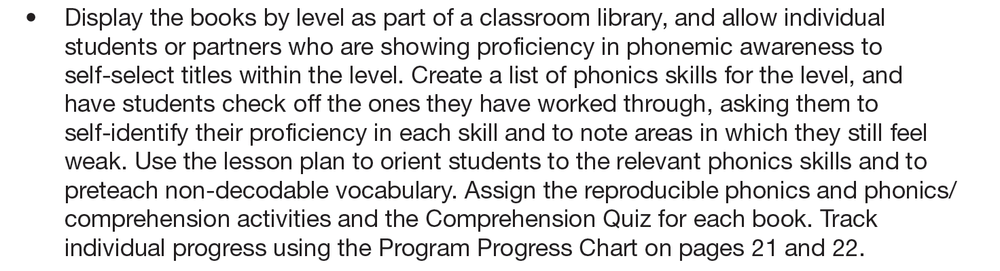 • Display the books by level as part of a classroom library, and allow individual
students or partners who are showing proficiency in phonemic awareness to
self-select titles within the level. Create a list of phonics skills for the level, and
have students check off the ones they have worked through, asking them to
self-identify their proficiency in each skill and to note areas in which they still feel
weak. Use the lesson plan to orient students to the relevant phonics skills and to
preteach non-decodable vocabulary. Assign the reproducible phonics and phonics/
comprehension activities and the Comprehension Quiz for each book. Track
individual progress using the Program Progress Chart on pages 21 and 22.